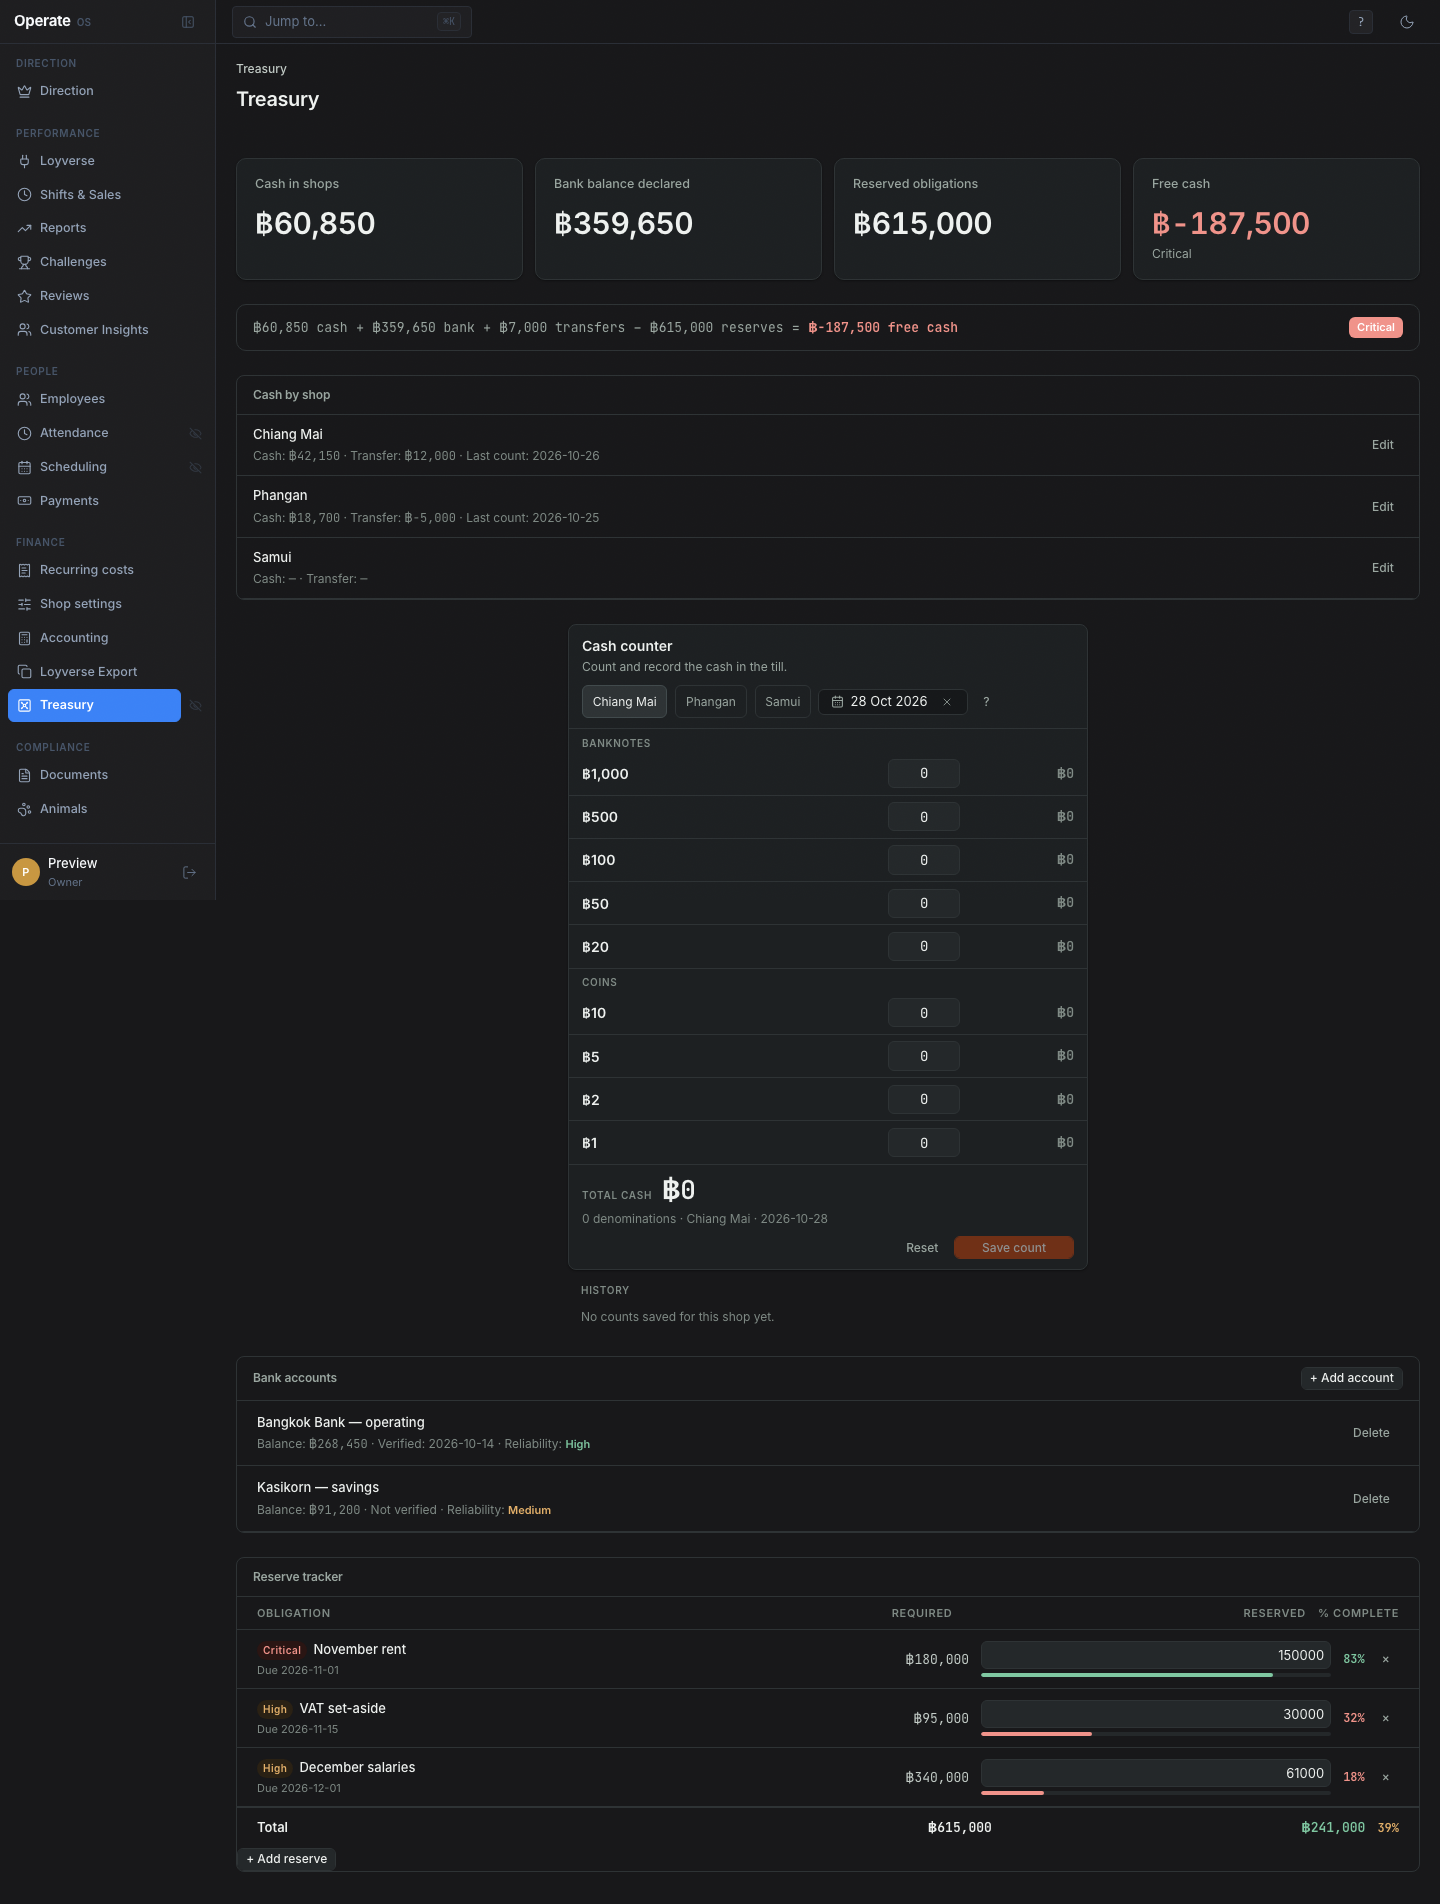 Operate OS
Jump to...
⌘K
?
DIRECTION
Direction
PERFORMANCE
Loyverse
Shifts & Sales
Reports
Challenges
Reviews
Customer Insights
PEOPLE
Employees
Attendance
Scheduling
Payments
FINANCE
Recurring costs
Shop settings
Accounting
Loyverse Export
Treasury
COMPLIANCE
Documents
Animals
P
Preview
Owner
Treasury
Treasury
Cash in shops
฿60,850
Bank balance declared
฿359,650
Reserved obligations
฿615,000
Free cash
฿-187,500
Critical
฿60,850 cash + ฿359,650 bank + ฿7,000 transfers − ฿615,000 reserves = ฿-187,500 free cash
Critical
Cash by shop
Chiang Mai
Cash: ฿42,150 · Transfer: ฿12,000 · Last count: 2026-10-26
Edit
Phangan
Cash: ฿18,700 · Transfer: ฿-5,000 · Last count: 2026-10-25
Edit
Samui
Cash: — · Transfer: —
Edit
Cash counter
Count and record the cash in the till.
Chiang Mai Phangan Samui 28 Oct 2026 × ?
BANKNOTES
฿1,000 0 ฿0
฿500 0 ฿0
฿100 0 ฿0
฿50 0 ฿0
฿20 0 ฿0
COINS
฿10 0 ฿0
฿5 0 ฿0
฿2 0 ฿0
฿1 0 ฿0
TOTAL CASH ฿0
0 denominations · Chiang Mai · 2026-10-28
Reset Save count
HISTORY
No counts saved for this shop yet.
Bank accounts
+ Add account
Bangkok Bank — operating
Balance: ฿268,450 · Verified: 2026-10-14 · Reliability: High
Delete
Kasikorn — savings
Balance: ฿91,200 · Not verified · Reliability: Medium
Delete
Reserve tracker
OBLIGATION REQUIRED RESERVED % COMPLETE
Critical November rent
Due 2026-11-01
฿180,000 150000 83% ×
High VAT set-aside
Due 2026-11-15
฿95,000 30000 32% ×
High December salaries
Due 2026-12-01
฿340,000 61000 18% ×
Total ฿615,000 ฿241,000 39%
+ Add reserve